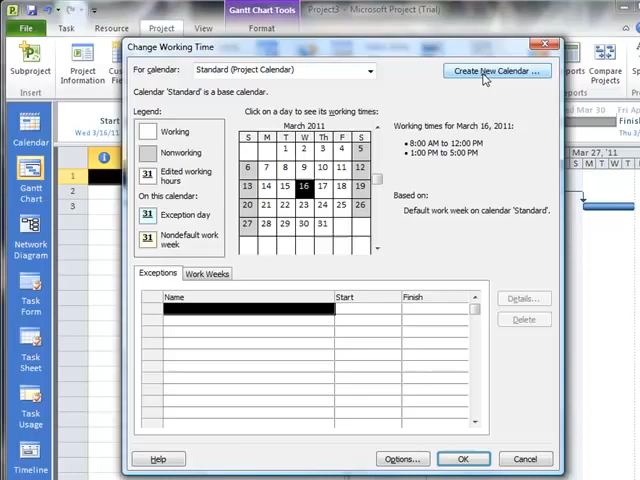 Gantt Chart Tools
Project3 - Microsoft Project (Trial)
File
Task
Resource
Project
View
Format
Subproject
Insert
Project
Information
Compare
Projects
Reports
Change Working Time
For calendar:
Standard (Project Calendar)
Create New Calendar ...
Calendar 'Standard' is a base calendar.
Legend:
Working
Nonworking
31
Edited working
hours
On this calendar:
31
Exception day
31
Nondefault work
week
Click on a day to see its working times:
March 2011
S M T W Th F S
1 2 3 4 5
6 7 8 9 10 11 12
13 14 15 16 17 18 19
20 21 22 23 24 25 26
27 28 29 30 31
Working times for March 16, 2011:
• 8:00 AM to 12:00 PM
• 1:00 PM to 5:00 PM
Based on:
Default work week on calendar 'Standard'.
Exceptions
Work Weeks
Name Start Finish
Details...
Delete
Help
Options...
OK
Cancel
Start
Wed 3/16/11
1
2
3
Mar 30
Finish
Mar 27, '11
S M T W
Calendar
Gantt
Chart
Network
Diagram
Task
Form
Task
Sheet
Task
Usage
Timeline